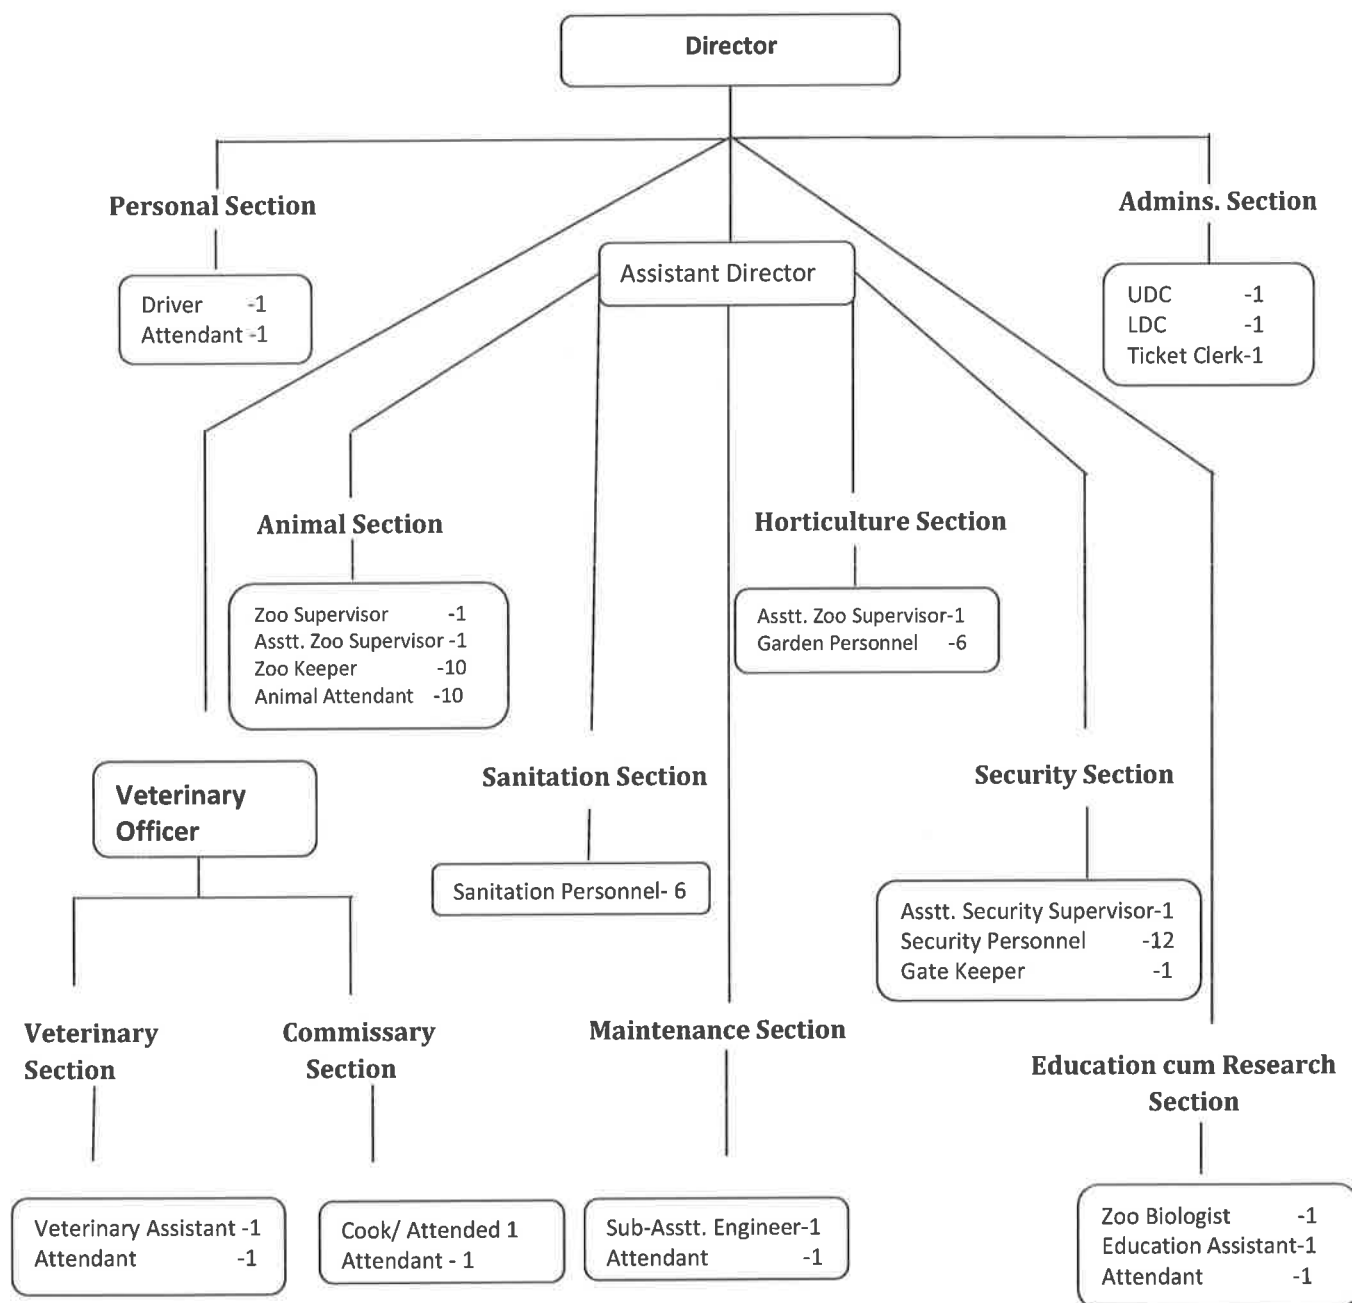 Director
Personal Section
Driver -1
Attendant -1
Admins. Section
UDC -1
LDC -1
Ticket Clerk-1
Assistant Director
Animal Section
Zoo Supervisor -1
Asstt. Zoo Supervisor -1
Zoo Keeper -10
Animal Attendant -10
Horticulture Section
Asstt. Zoo Supervisor-1
Garden Personnel -6
Veterinary
Officer
Sanitation Section
Sanitation Personnel- 6
Security Section
Asstt. Security Supervisor-1
Security Personnel -12
Gate Keeper -1
Veterinary
Section
Veterinary Assistant -1
Attendant -1
Commissary
Section
Cook/ Attended 1
Attendant - 1
Maintenance Section
Sub-Asstt. Engineer-1
Attendant -1
Education cum Research
Section
Zoo Biologist -1
Education Assistant-1
Attendant -1